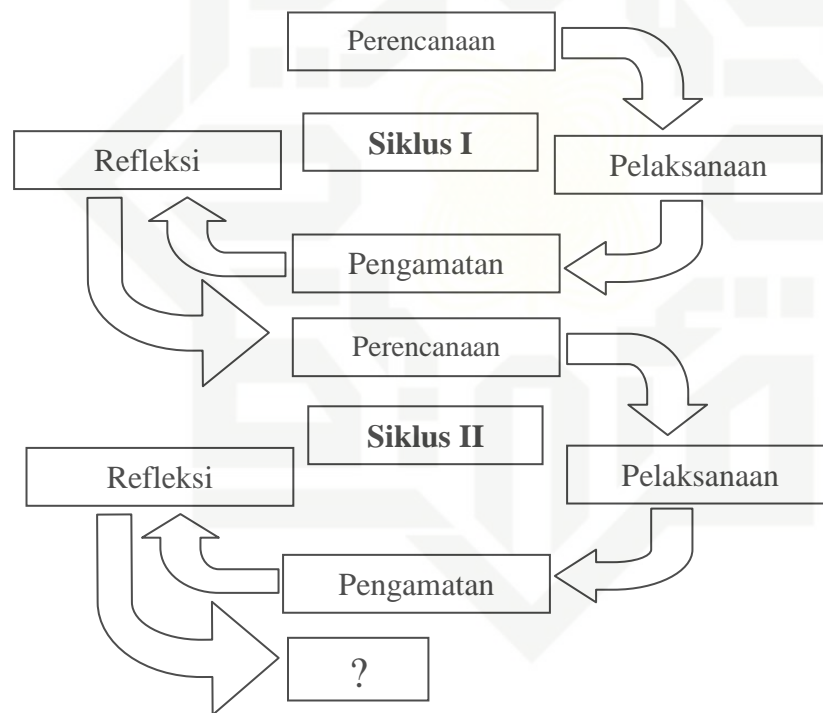 Perencanaan
Siklus I
Refleksi
Pelaksanaan
Pengamatan
Perencanaan
Siklus II
Refleksi
Pelaksanaan
Pengamatan
?